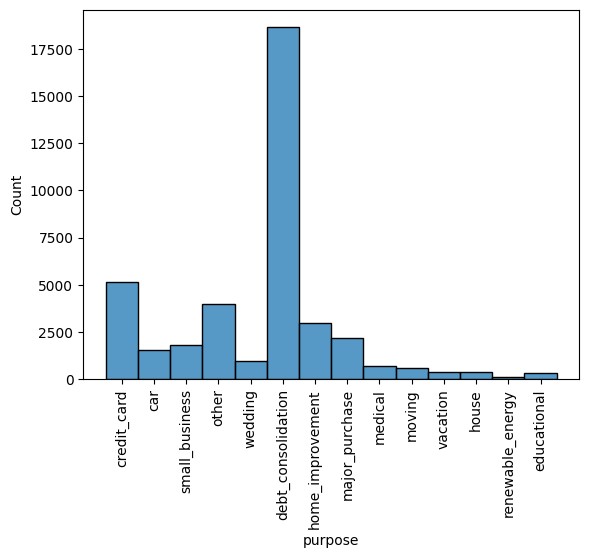 17500
15000
12500
10000
7500
5000
2500
0
Count
credit_card
car
small_business
other
wedding
debt_consolidation
home_improvement
major_purchase
medical
moving
vacation
house
renewable_energy
educational
purpose